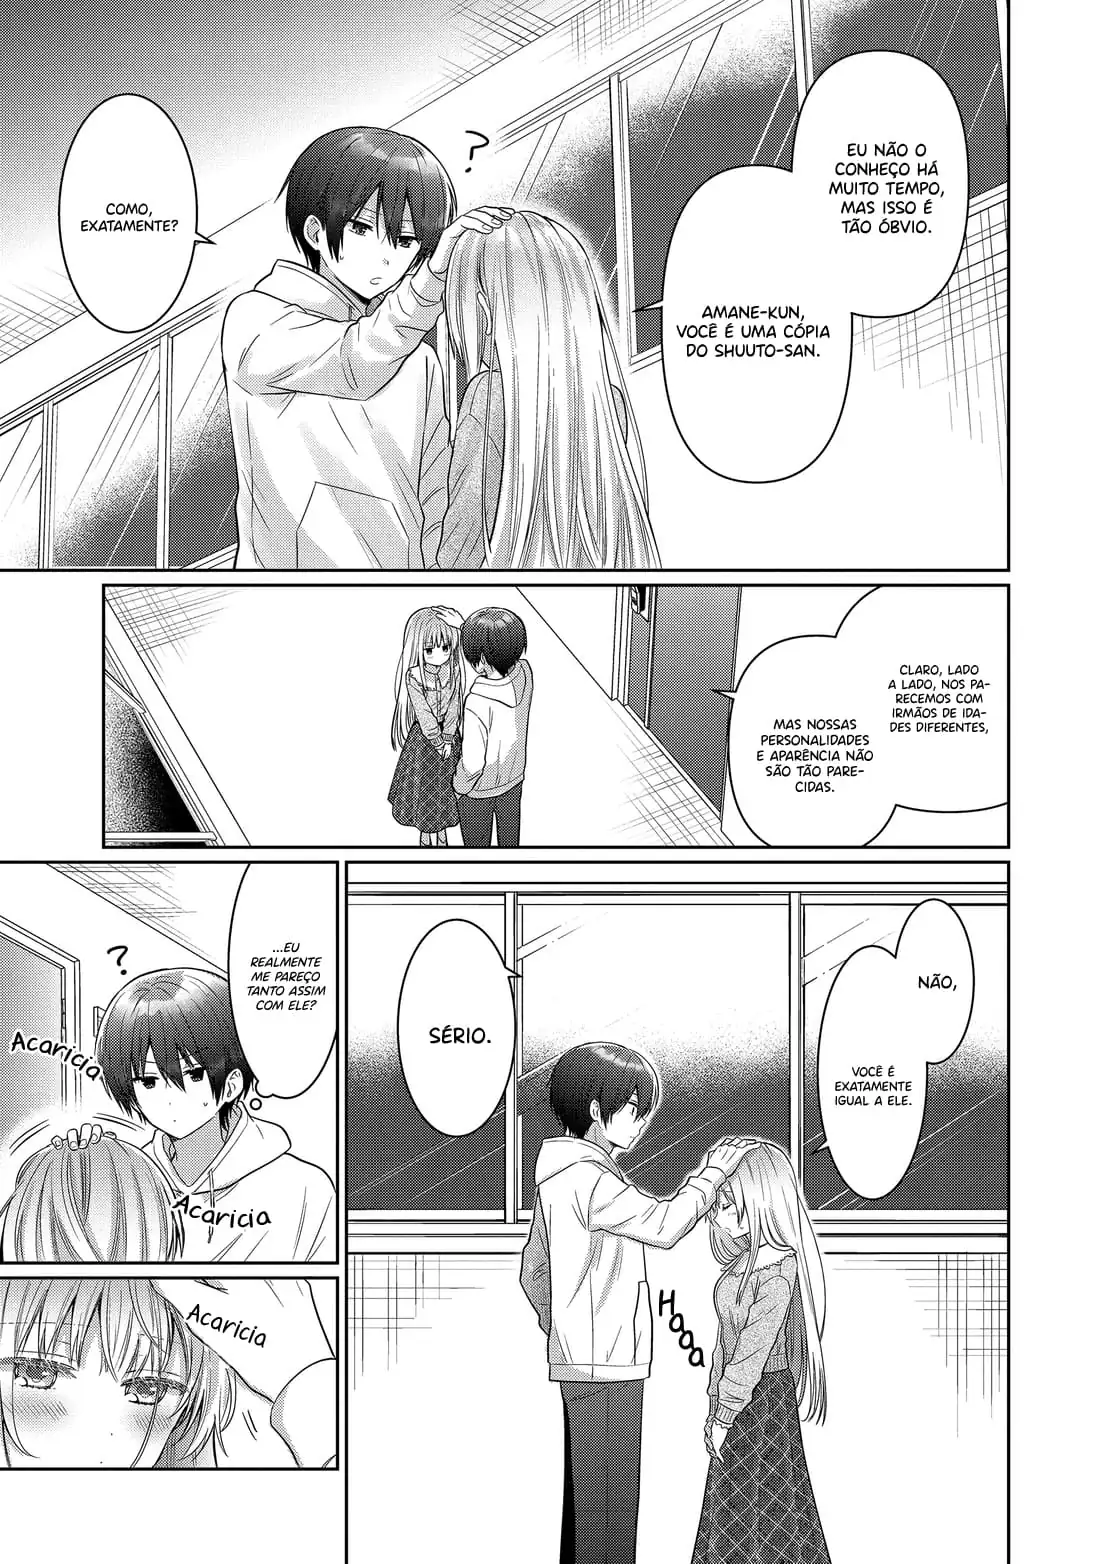 EU NÃO O
CONHEÇO HÁ
MUITO TEMPO,
MAS ISSO É
TÃO ÓBVIO.
AMANE-KUN,
VOCÊ É UMA CÓPIA
DO SHUUTO-SAN.
?
COMO,
EXATAMENTE?
CLARO, LADO
A LADO, NOS PA-
RECEMOS COM
IRMÃOS DE IDA-
DES DIFERENTES,
MAS NOSSAS
PERSONALIDADES
E APARÊNCIA NÃO
SÃO TÃO PARE-
CIDAS.
NÃO,
VOCÊ É
EXATAMENTE
IGUAL A ELE.
SÉRIO.
Hooo
...EU
REALMENTE
ME PAREÇO
TANTO ASSIM
COM ELE?
?
Acaricia
Acaricia
Acaricia